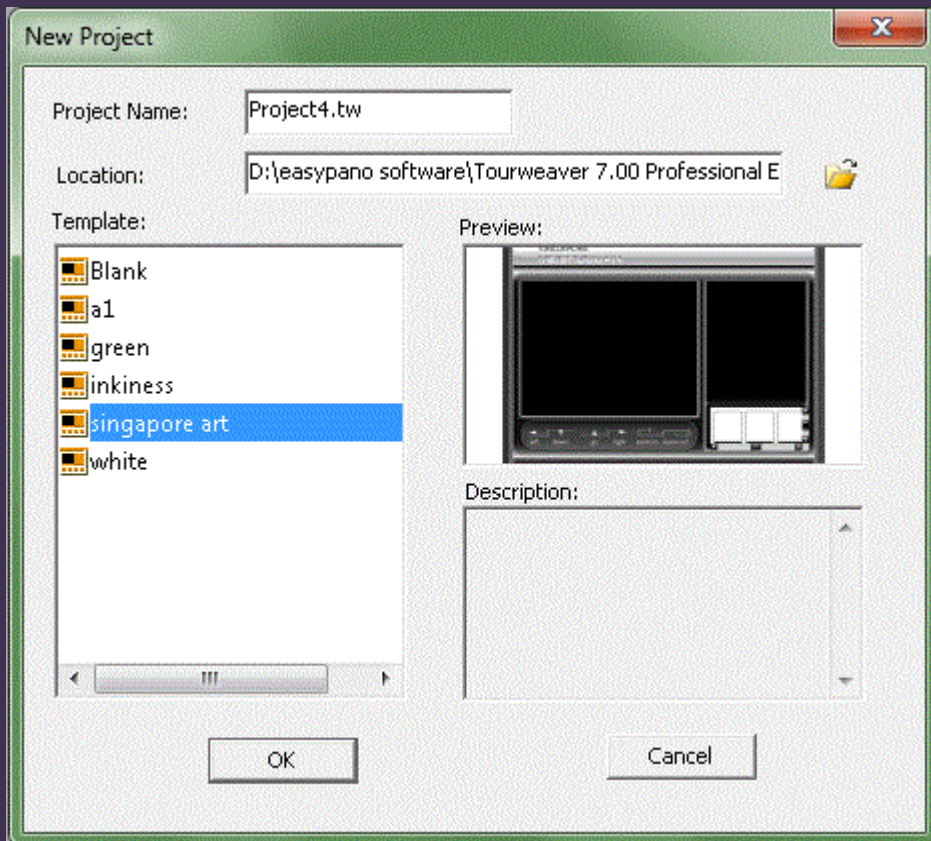 New Project
Project Name:
Project4.tw
Location:
D:\easypano software\Tourweaver 7.00 Professional E
Template:
Preview:
Blank
a1
green
inkiness
singapore art
white
Description:
OK
Cancel